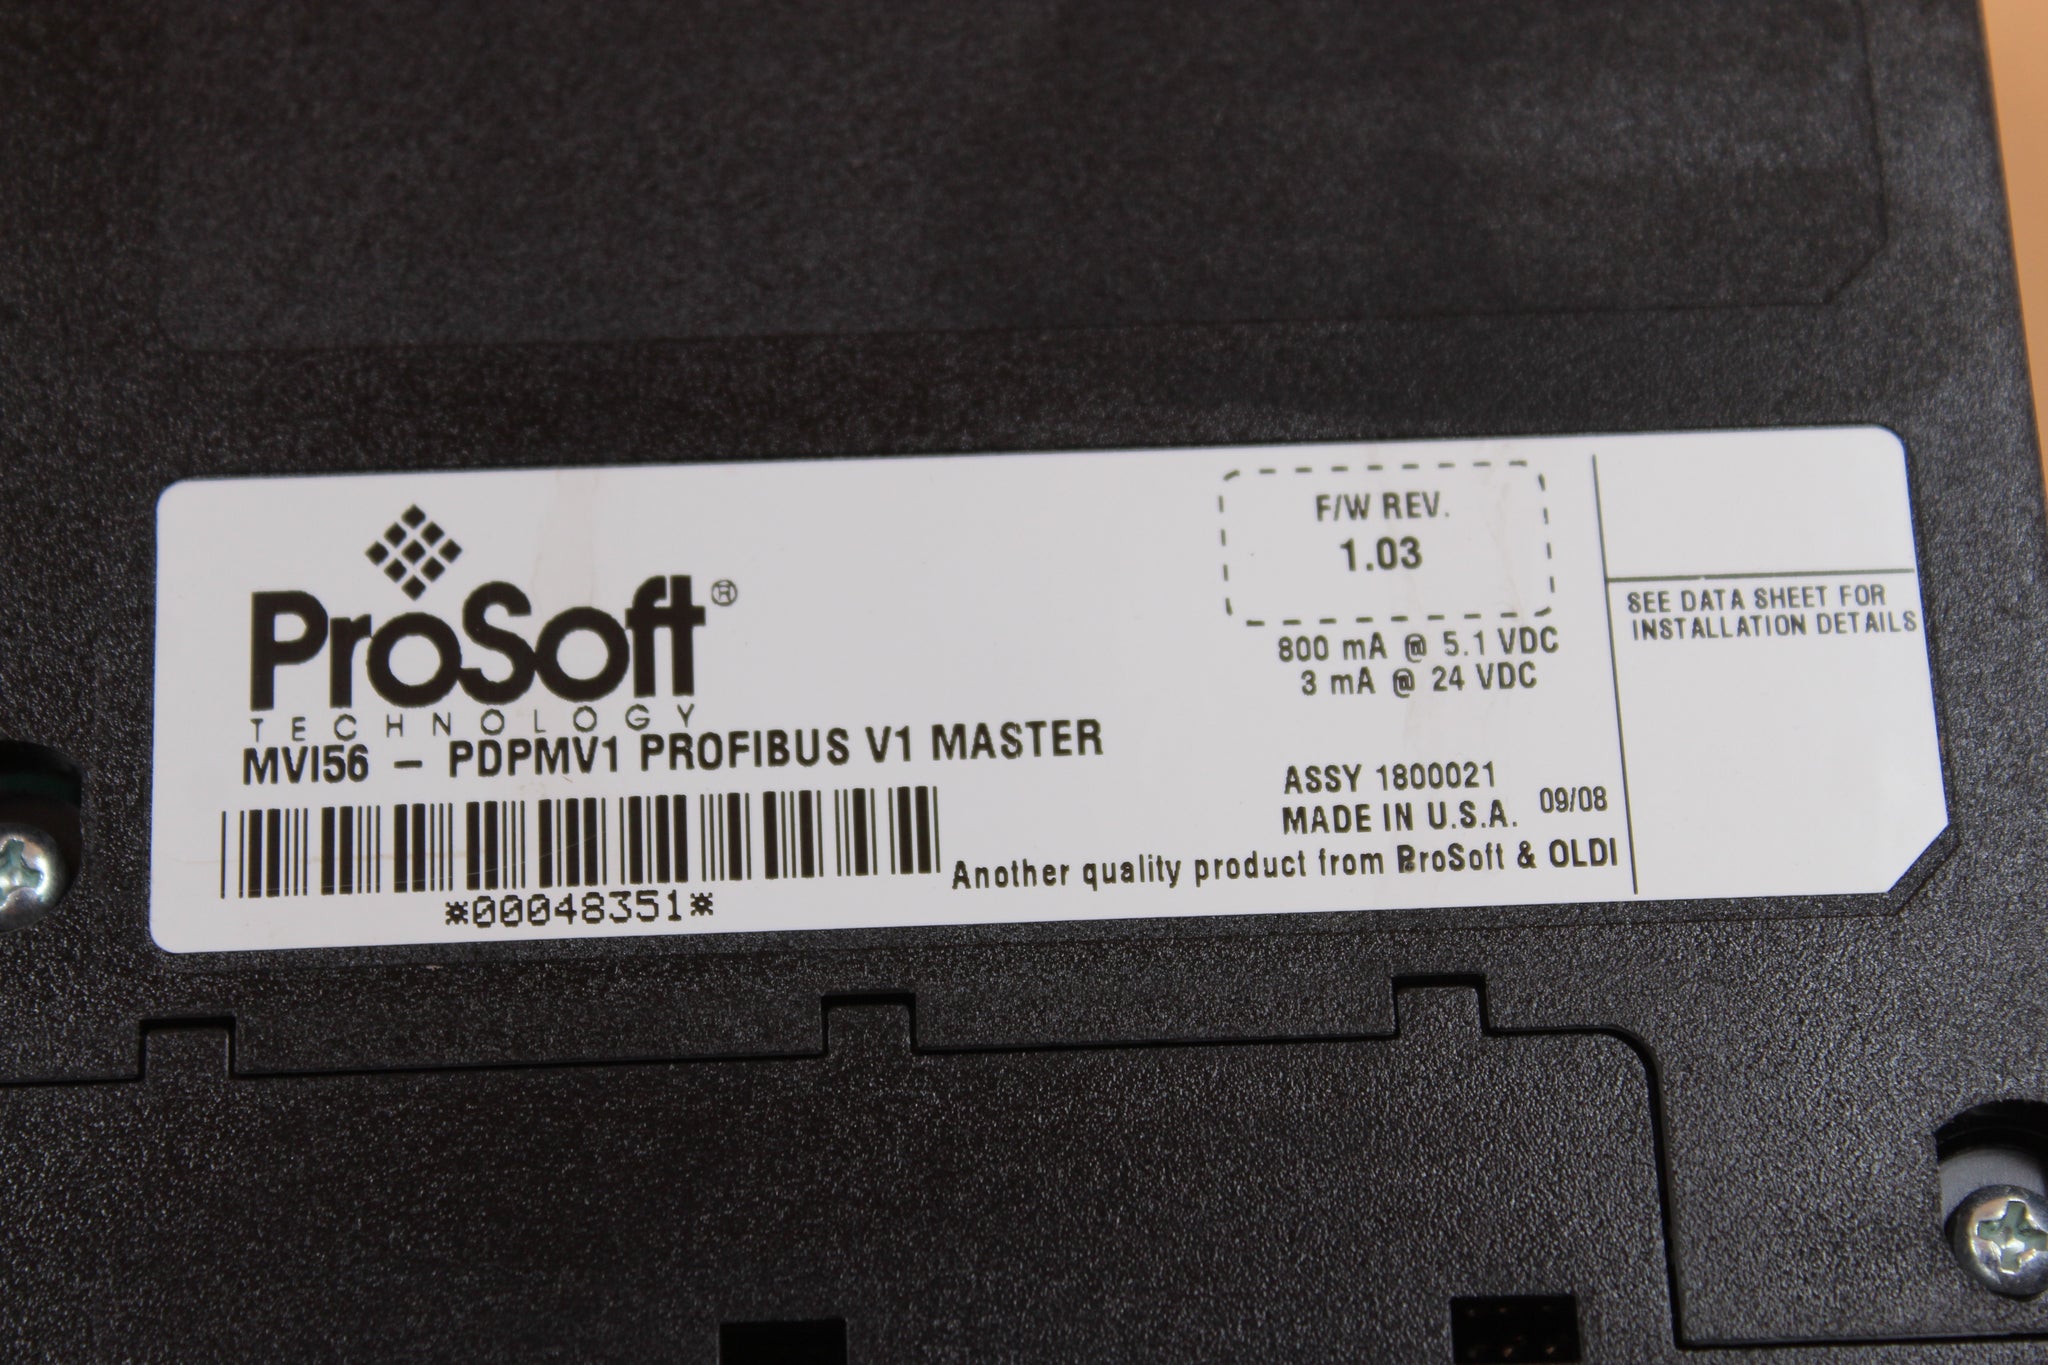 ProSoft®
TECHNOLOGY
MVI56 – PDPMV1 PROFIBUS V1 MASTER
*00048351*
F/W REV.
1.03
800 mA @ 5.1 VDC
3 mA @ 24 VDC
ASSY 1800021
MADE IN U.S.A. 09/08
Another quality product from ProSoft & OLDI
SEE DATA SHEET FOR
INSTALLATION DETAILS